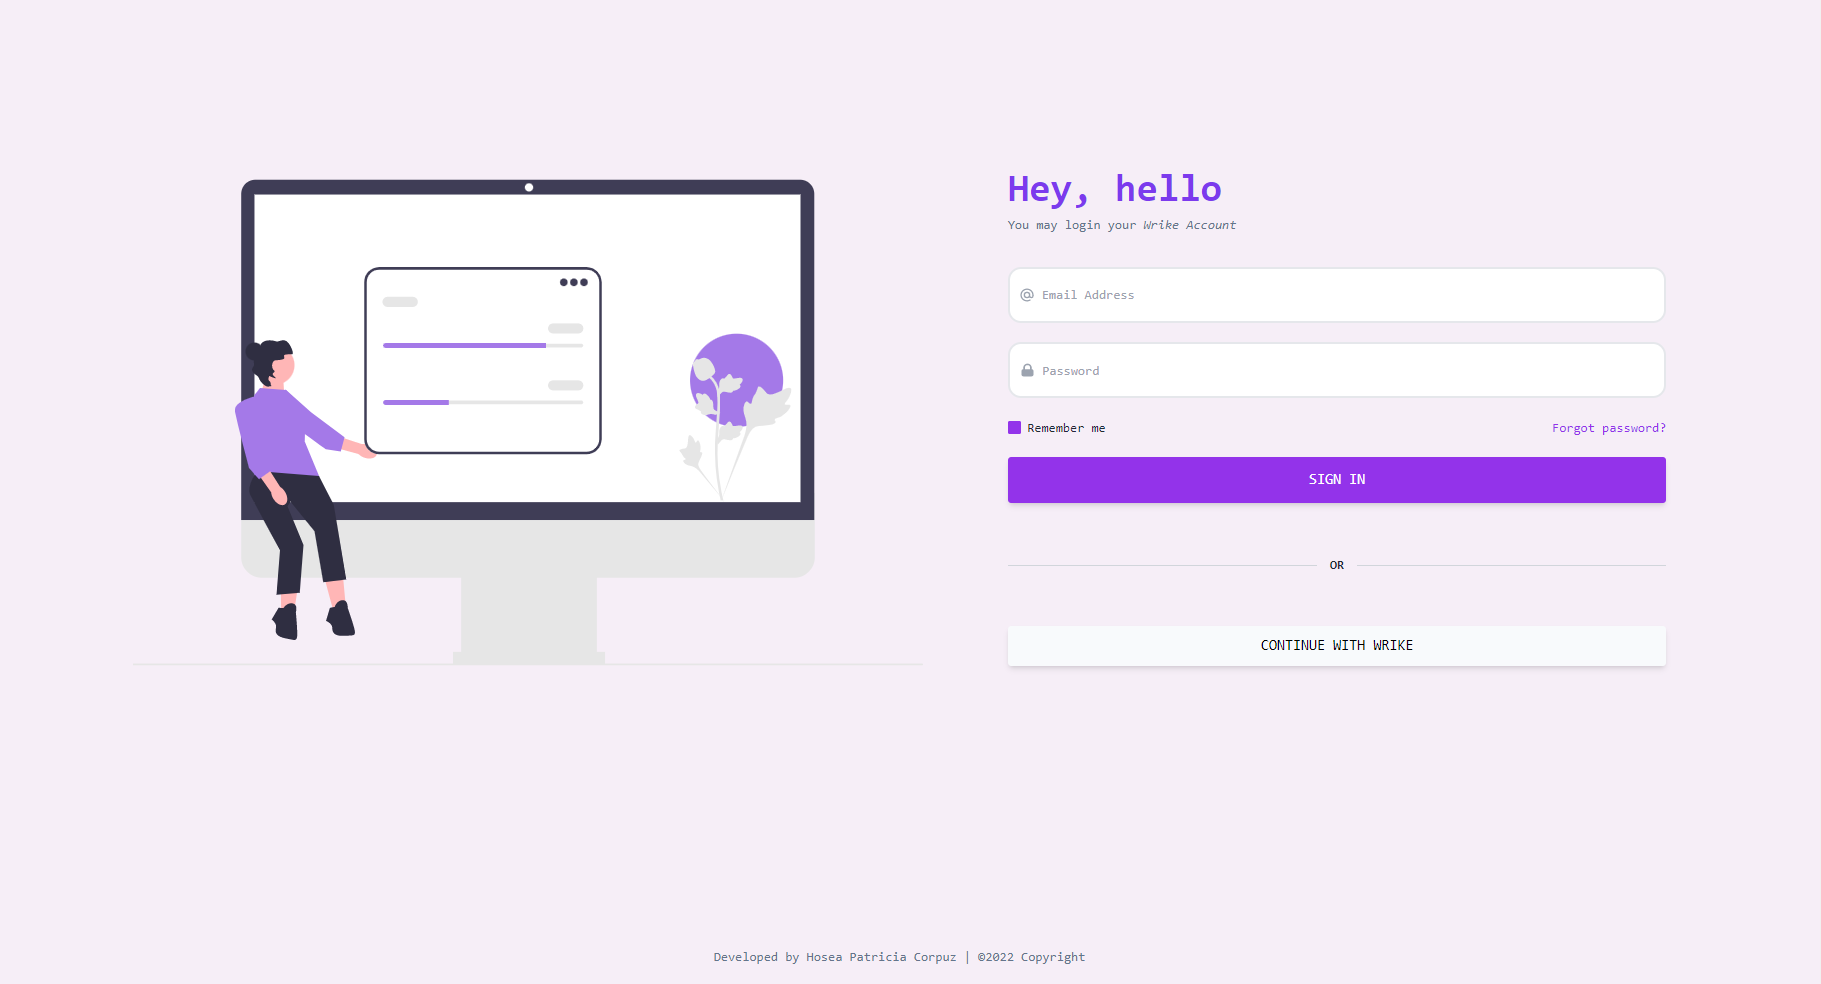 Hey, hello
You may login your Wrike Account
Email Address
Password
Remember me
Forgot password?
SIGN IN
OR
CONTINUE WITH WRIKE
Developed by Hosea Patricia Corpuz | ©2022 Copyright